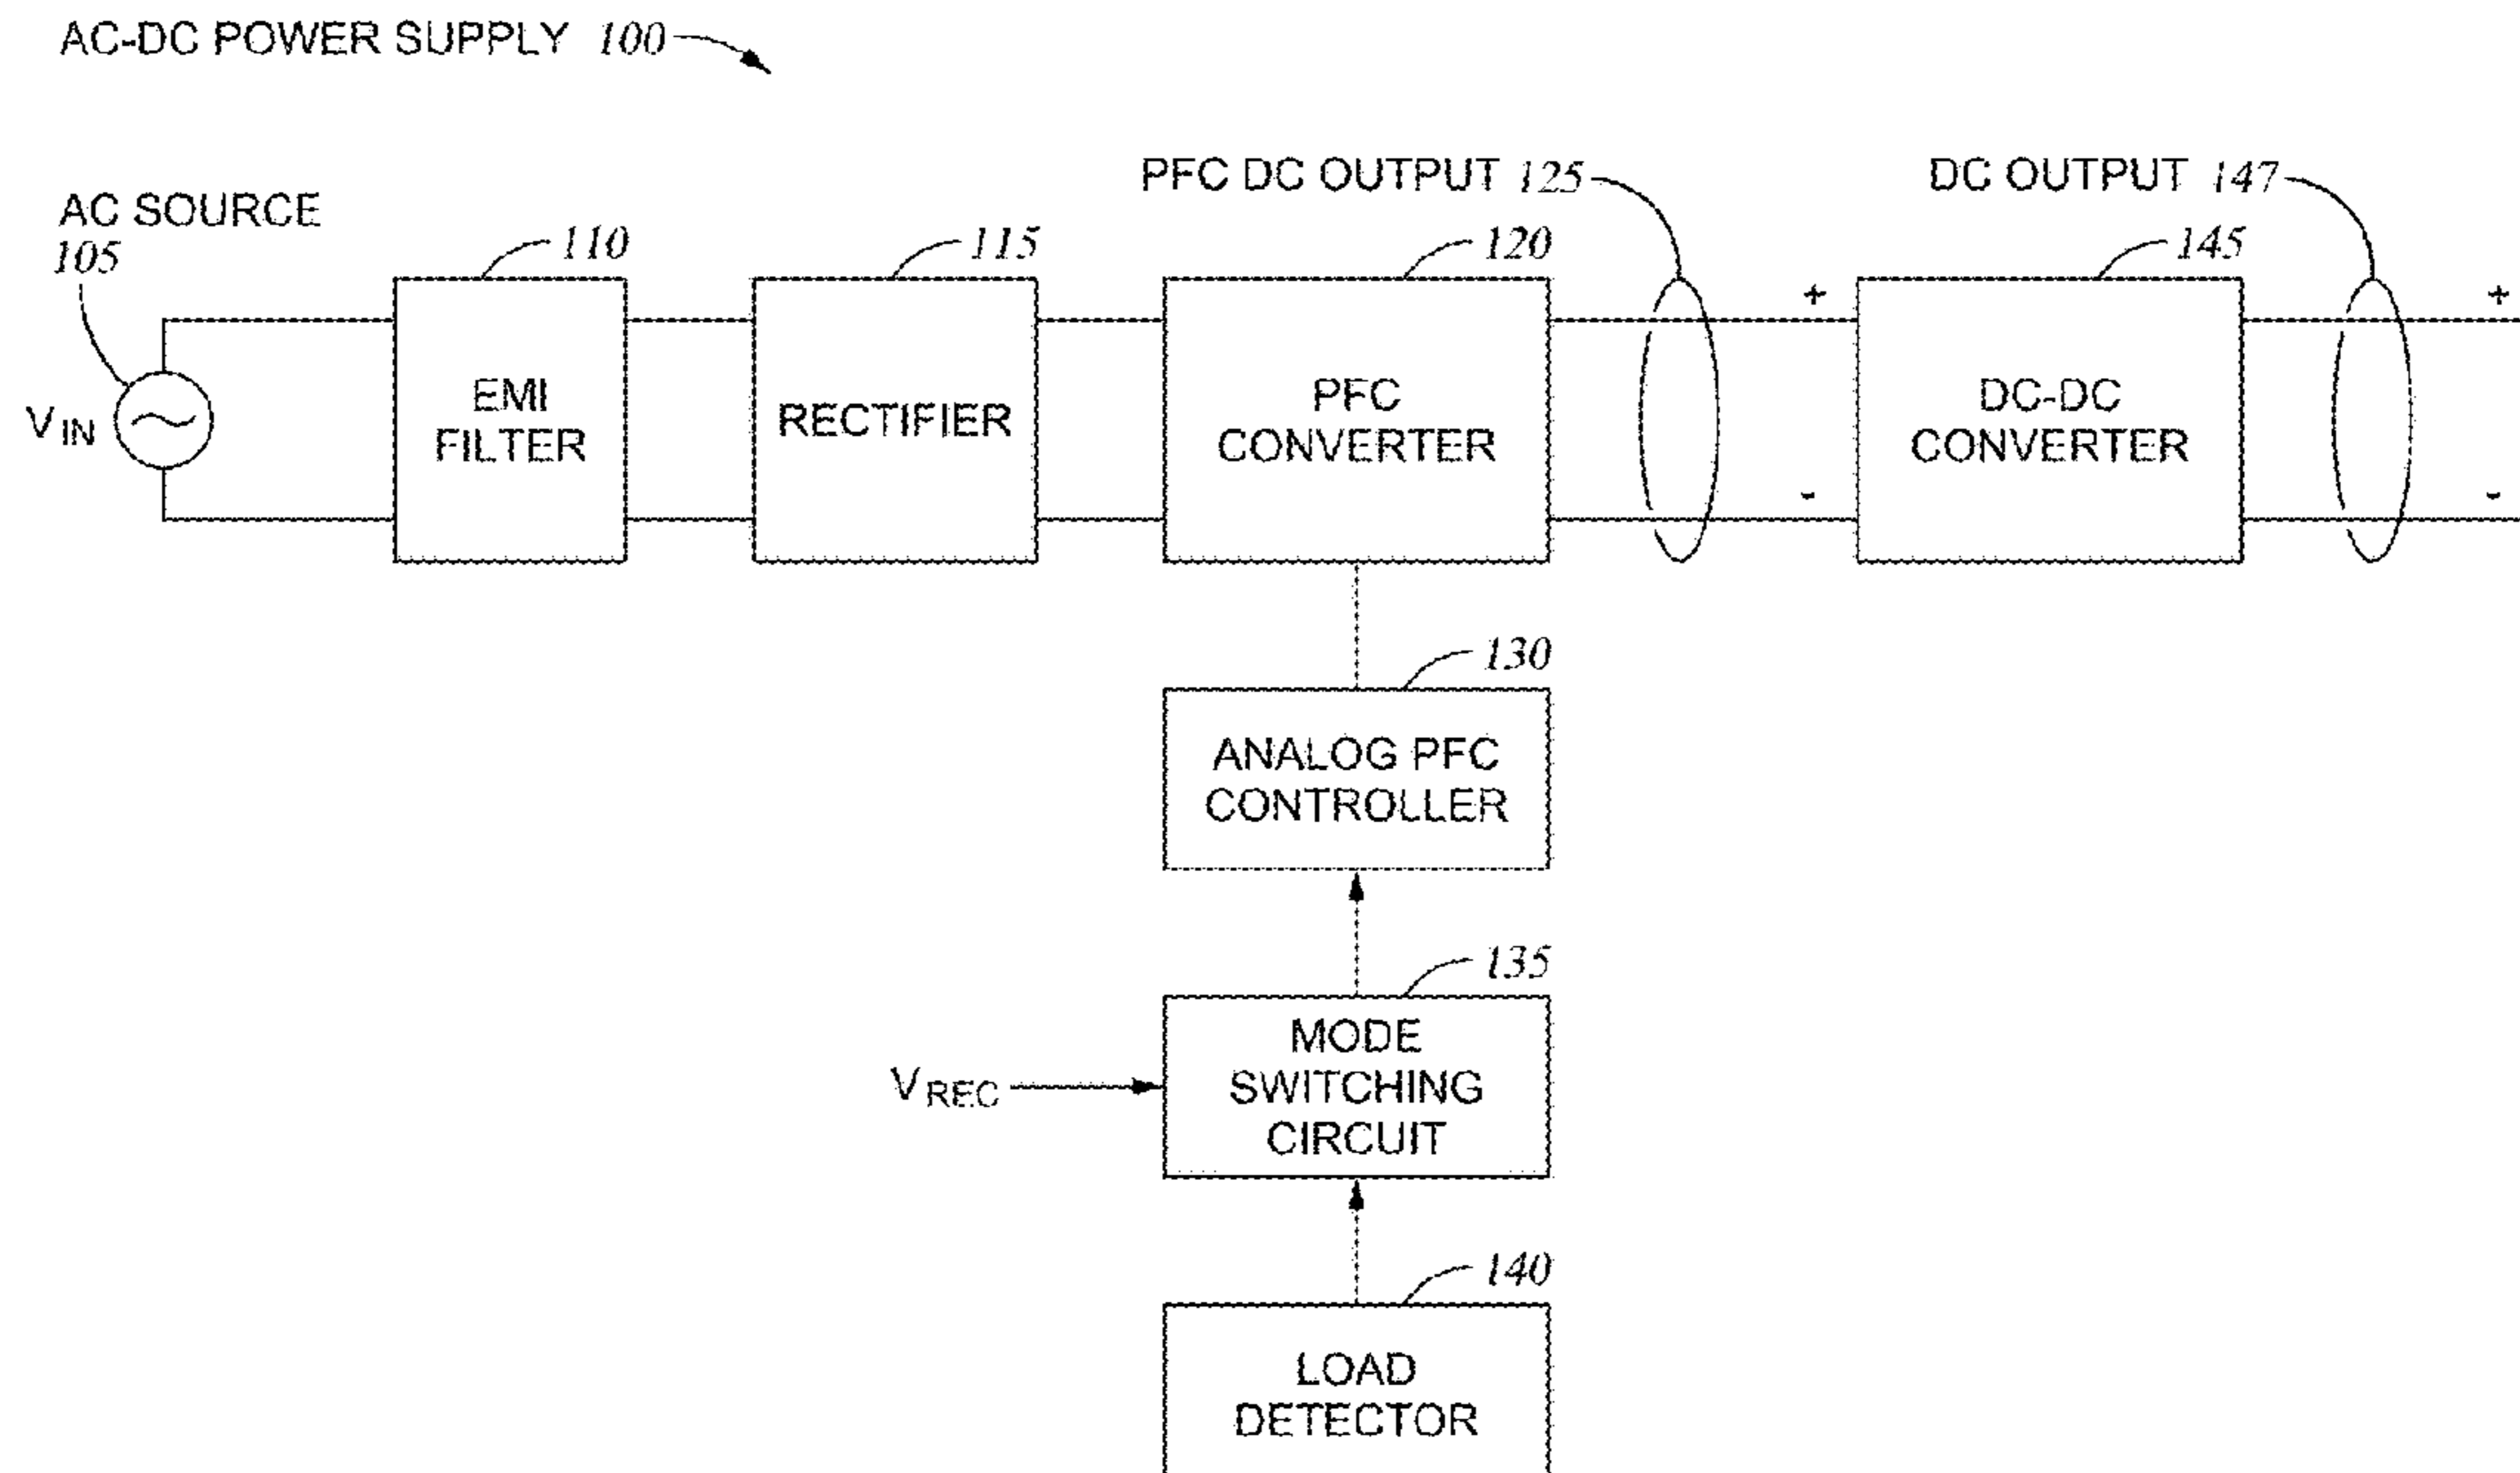 AC-DC POWER SUPPLY 100
PFC DC OUTPUT 125
DC OUTPUT 147
AC SOURCE
105
110
115
120
145
+
+
VIN
EMI
FILTER
RECTIFIER
PFC
CONVERTER
DC-DC
CONVERTER
-
-
130
ANALOG PFC
CONTROLLER
135
MODE
SWITCHING
CIRCUIT
VREC
140
LOAD
DETECTOR